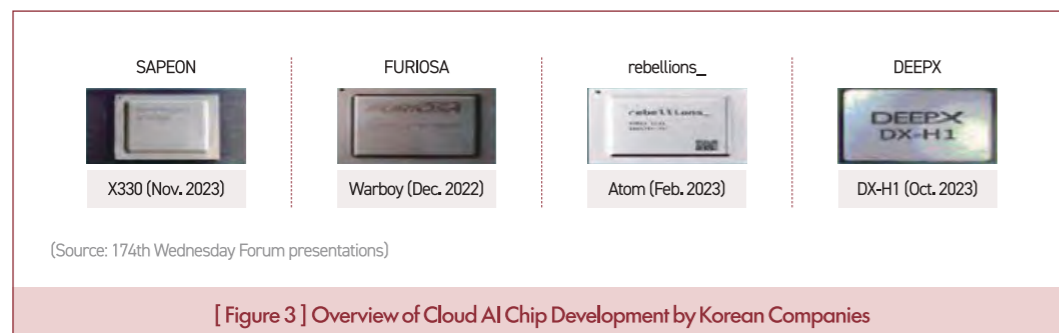 SAPEON
FURIOSA
rebellions_
DEEPX
rebellions_
DEEPX
DX-H1
X330 (Nov. 2023)
Warboy (Dec. 2022)
Atom (Feb. 2023)
DX-H1 (Oct. 2023)
(Source: 174th Wednesday Forum presentations)
[ Figure 3 ] Overview of Cloud AI Chip Development by Korean Companies